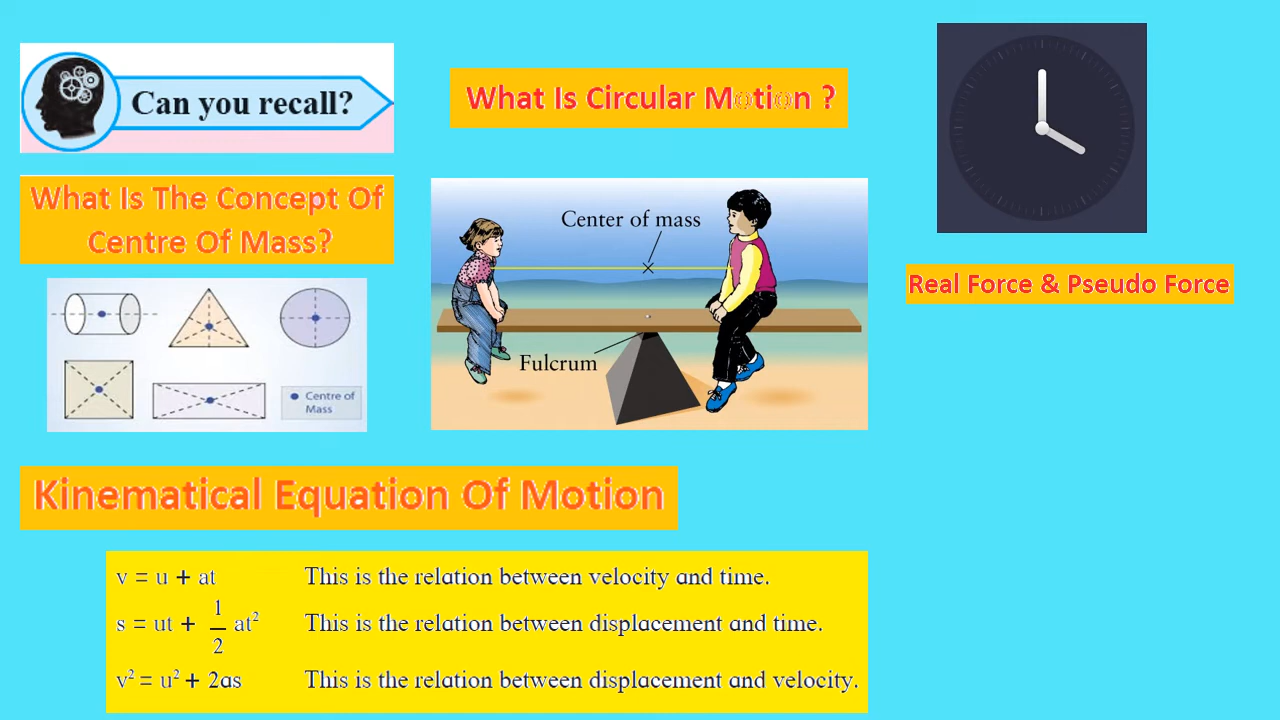 Can you recall?
What Is The Concept Of
Centre Of Mass?
Centre of
Mass
What Is Circular Motion ?
Center of mass
Fulcrum
Real Force & Pseudo Force
Kinematical Equation Of Motion
v = u + at This is the relation between velocity and time.
s = ut + 1/2 at² This is the relation between displacement and time.
v² = u² + 2as This is the relation between displacement and velocity.